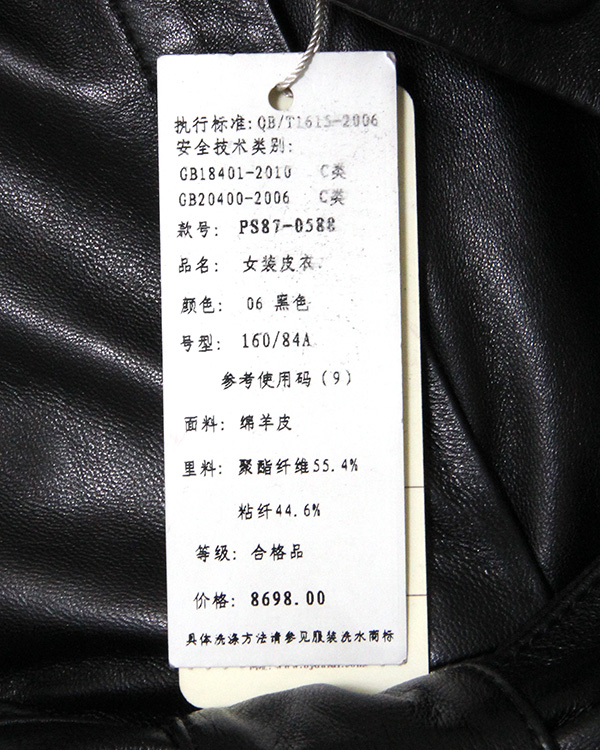 执行标准: QB/T1615-2006
安全技术类别:
GB18401-2010 C类
GB20400-2006 C类
款号: PS87-0588
品名: 女装皮衣
颜色: 06 黑色
号型: 160/84A
参考使用码(9)
面料: 绵羊皮
里料: 聚酯纤维55.4%
粘纤44.6%
等级: 合格品
价格: 8698.00
具体洗涤方法请参见服装洗水商标